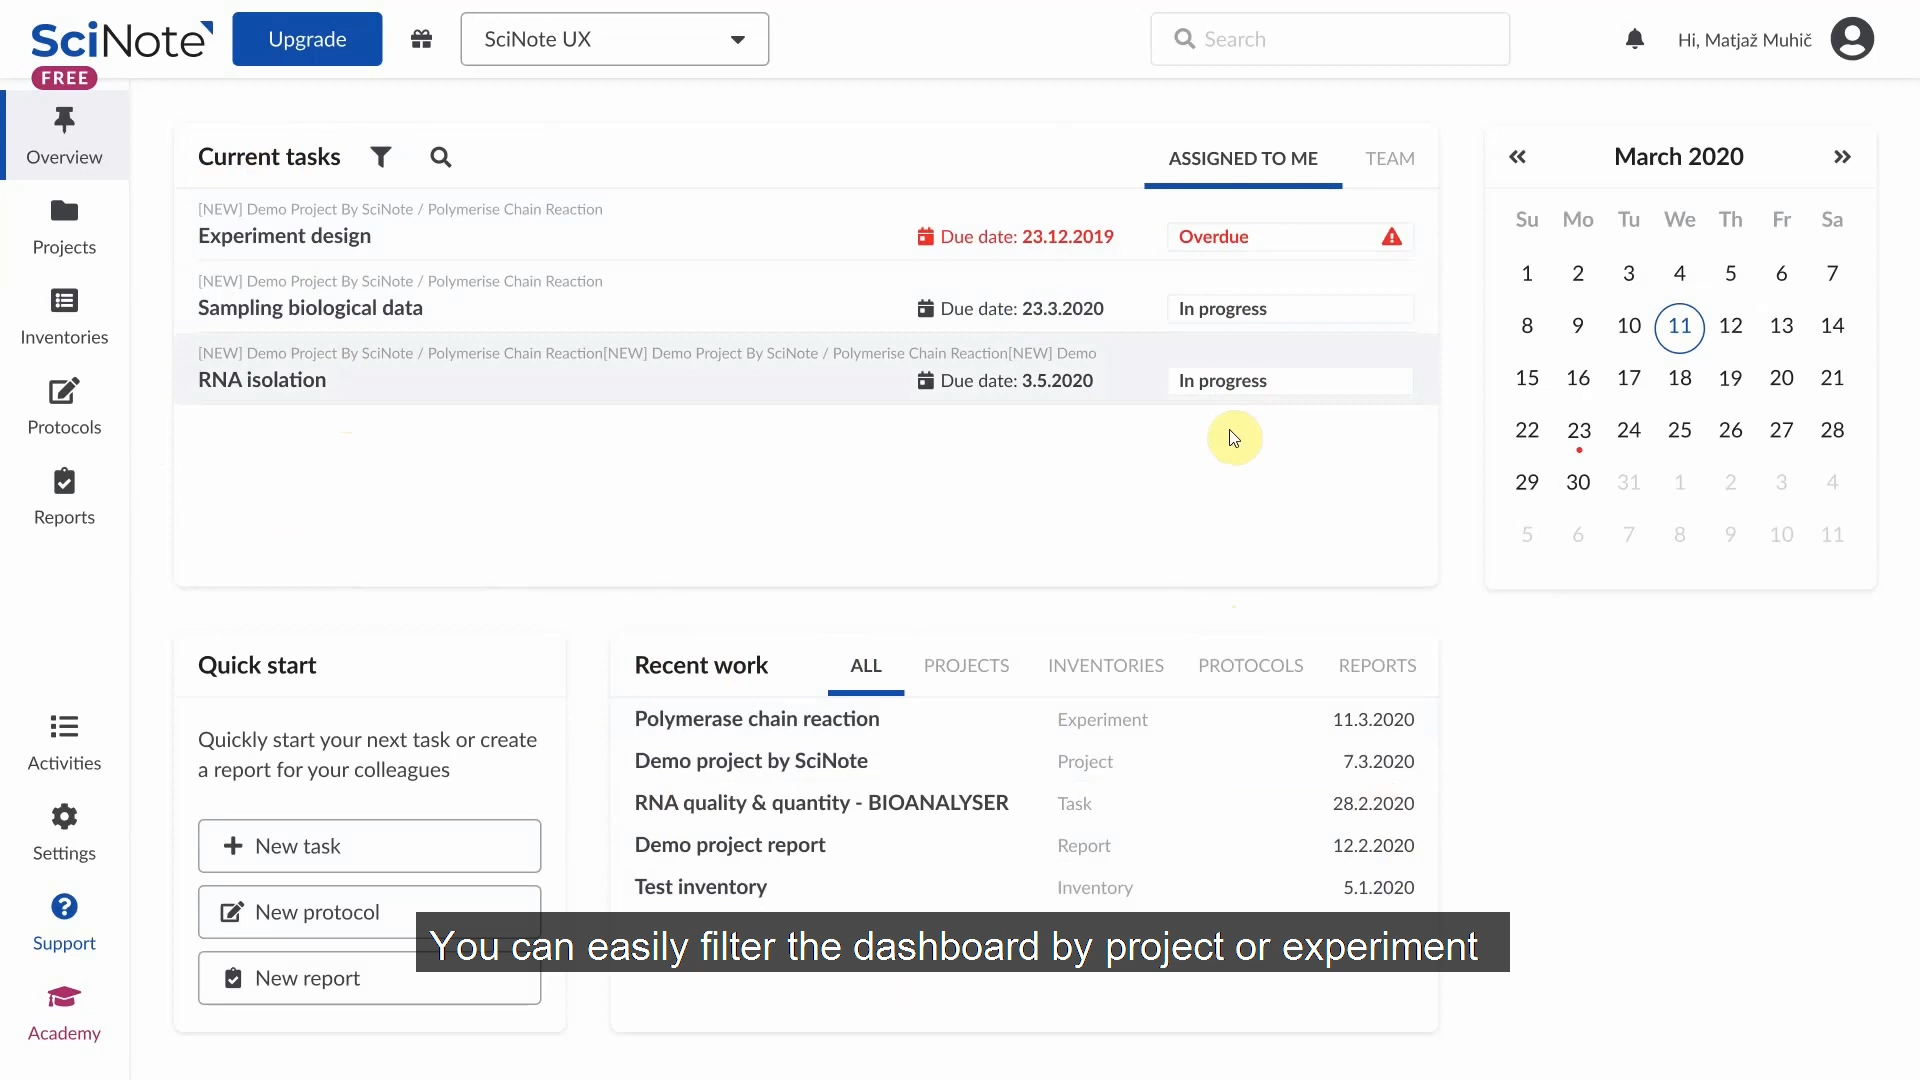 SciNote
FREE
Upgrade
SciNote UX
Search
Hi, Matjaž Muhič
Overview
Projects
Inventories
Protocols
Reports
Activities
Settings
Support
Academy
Current tasks
ASSIGNED TO ME
TEAM
[NEW] Demo Project By SciNote / Polymerise Chain Reaction
Experiment design
Due date: 23.12.2019
Overdue
[NEW] Demo Project By SciNote / Polymerise Chain Reaction
Sampling biological data
Due date: 23.3.2020
In progress
[NEW] Demo Project By SciNote / Polymerise Chain Reaction[NEW] Demo Project By SciNote / Polymerise Chain Reaction[NEW] Demo
RNA isolation
Due date: 3.5.2020
In progress
« March 2020 »
Su Mo Tu We Th Fr Sa
1 2 3 4 5 6 7
8 9 10 11 12 13 14
15 16 17 18 19 20 21
22 23 24 25 26 27 28
29 30 31 1 2 3 4
5 6 7 8 9 10 11
Quick start
Quickly start your next task or create
a report for your colleagues
New task
New protocol
New report
Recent work
ALL PROJECTS INVENTORIES PROTOCOLS REPORTS
Polymerase chain reaction Experiment 11.3.2020
Demo project by SciNote Project 7.3.2020
RNA quality & quantity - BIOANALYSER Task 28.2.2020
Demo project report Report 12.2.2020
Test inventory Inventory 5.1.2020
You can easily filter the dashboard by project or experiment